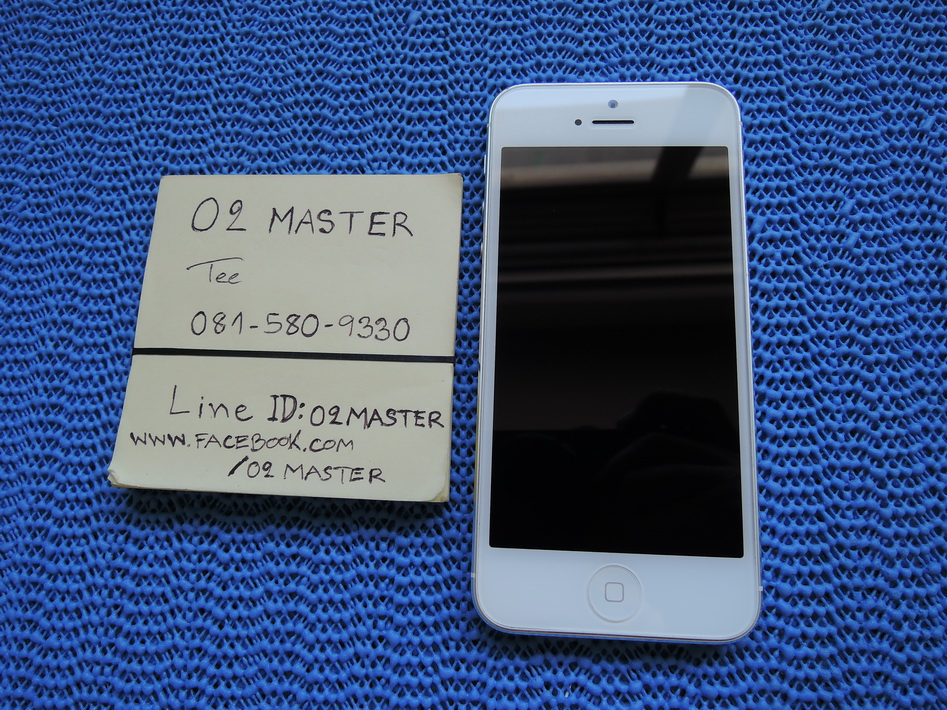 O2 MASTER
Tee
081-580-9330
Line ID: O2MASTER
WWW.FACEBOOK.COM
/O2 MASTER